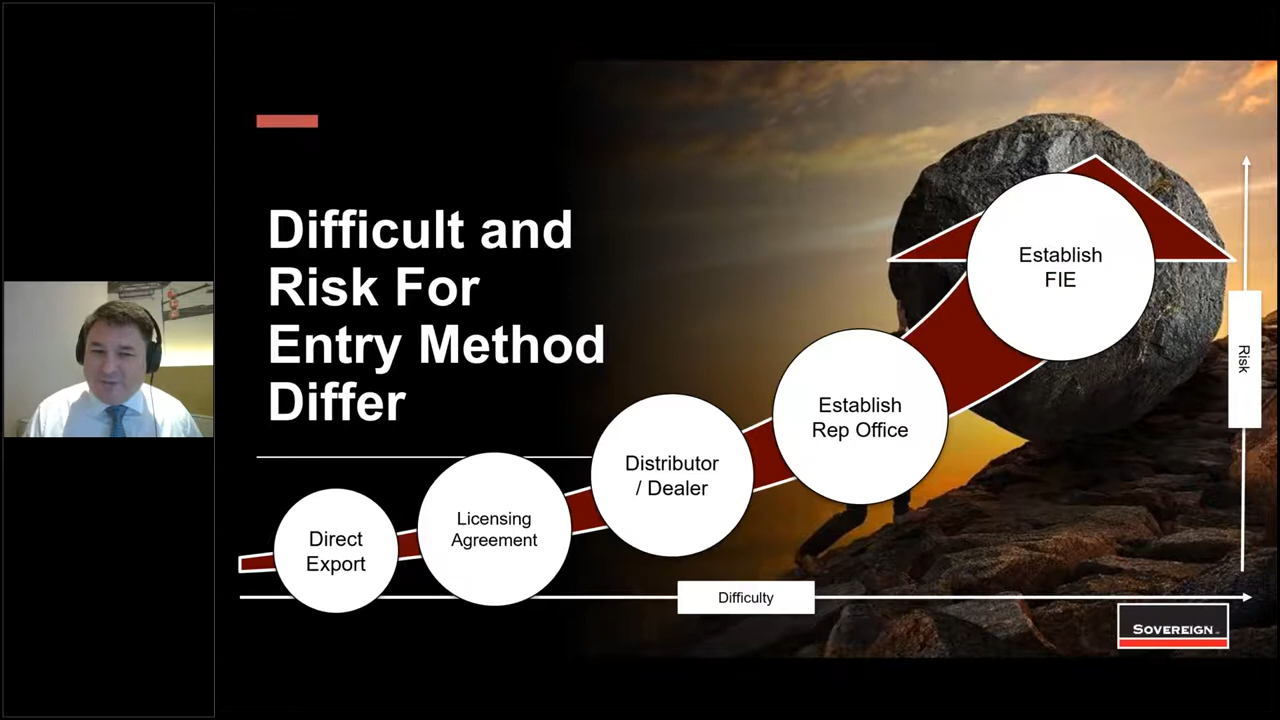 Difficult and
Risk For
Entry Method
Differ
Direct
Export
Licensing
Agreement
Distributor
/ Dealer
Establish
Rep Office
Establish
FIE
Risk
Difficulty
SOVEREIGN